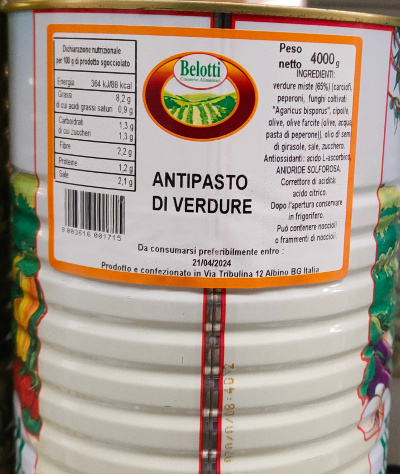 Dichiarazione nutrizionale
per 100 g di prodotto sgocciolato
Energia 364 kJ/88 kcal
Grassi 8,2 g
di cui acidi grassi saturi 0,9 g
Carboidrati 1,3 g
di cui zuccheri 1,3 g
Fibre 2,2 g
Proteine 1,2 g
Sale 2,1 g
Belotti
Conserve Alimentari
Peso
netto 4000 g
INGREDIENTI:
verdure miste (65%) (carciofi,
peperoni, funghi coltivati
"Agaricus bisporus", cipolle,
olive, olive farcite (olive, acqua,
pasta di peperone)), olio di semi
di girasole, sale, zucchero.
Antiossidanti: acido L-ascorbico,
ANIDRIDE SOLFOROSA.
Correttore di acidità:
acido citrico.
Dopo l'apertura conservare
in frigorifero.
Può contenere noccioli
o frammenti di noccioli.
ANTIPASTO
DI VERDURE
Da consumarsi preferibilmente entro :
21/04/2024
Prodotto e confezionato in Via Tribulina 12 Albino BG Italia